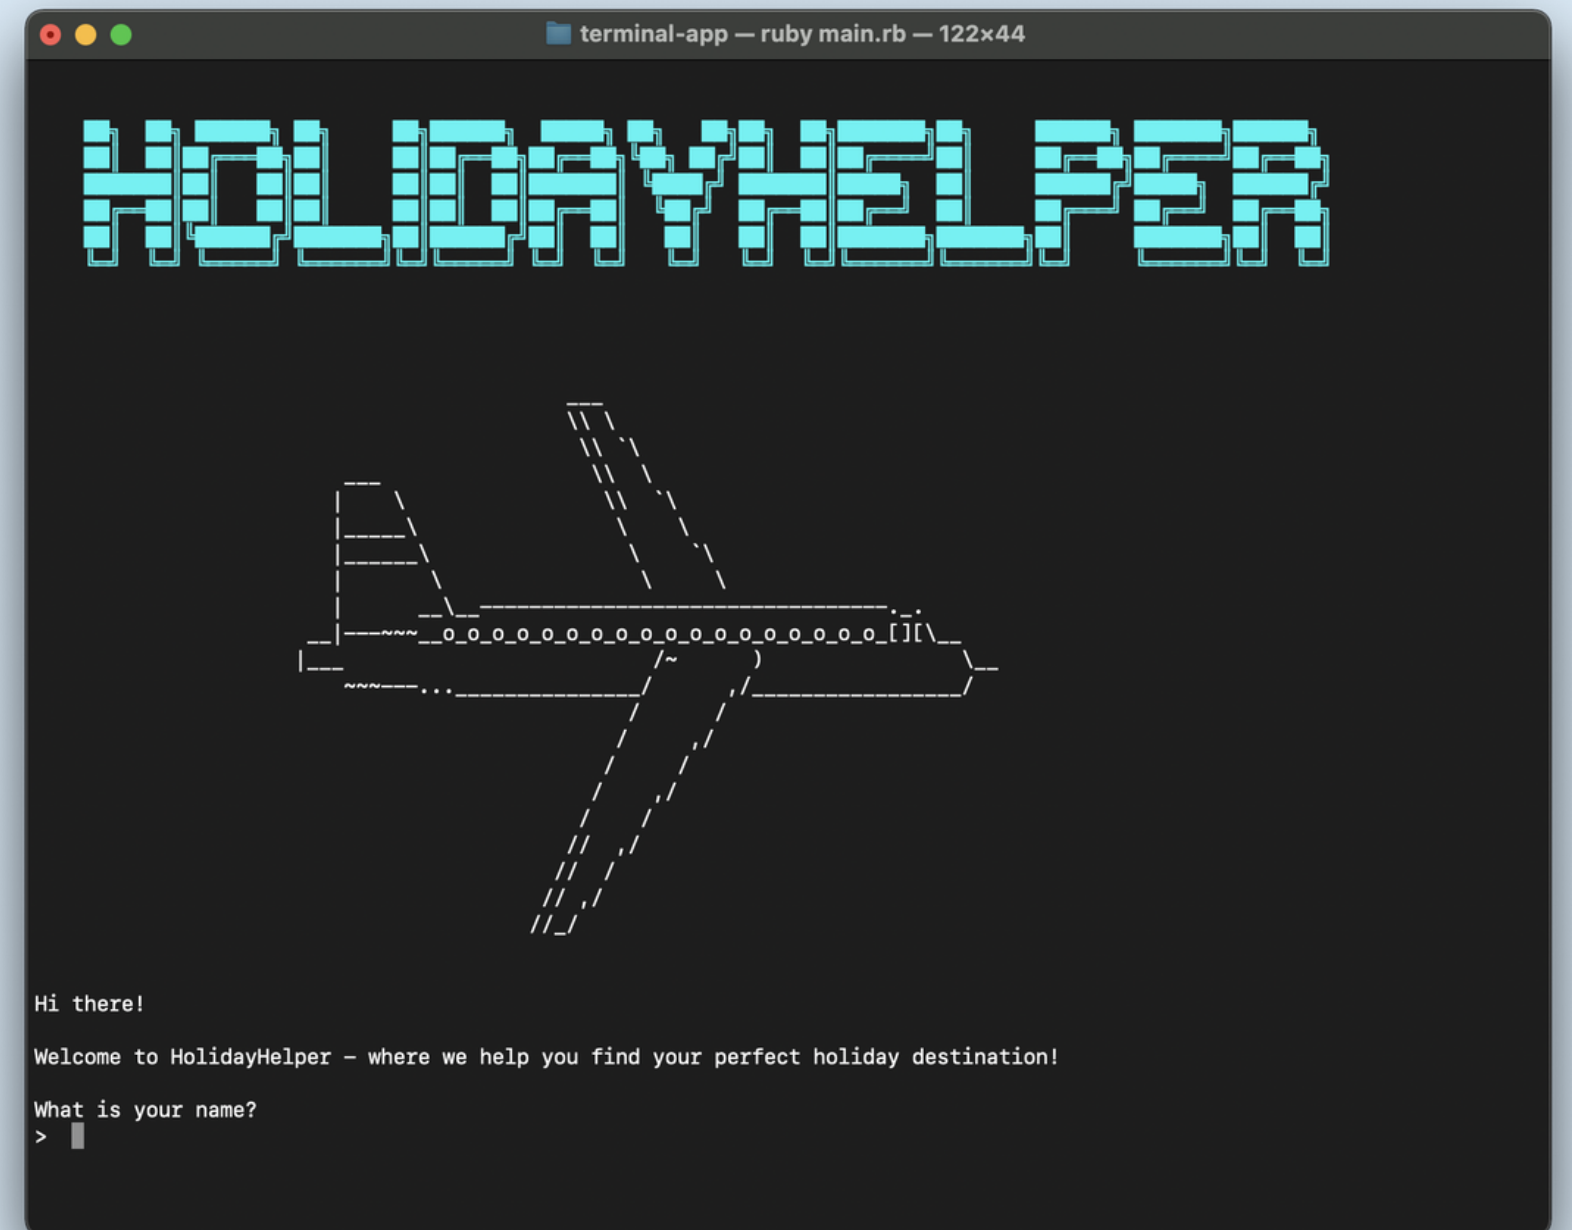 terminal-app — ruby main.rb — 122×44
HOLIDAYHELPER
Hi there!
Welcome to HolidayHelper – where we help you find your perfect holiday destination!
What is your name?
>